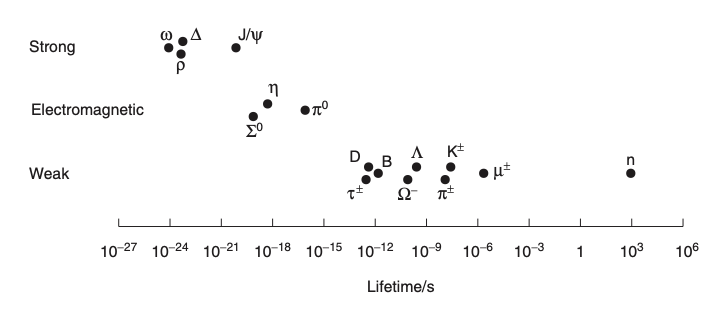 ω Δ J/ψ
Strong
ρ
η
Electromagnetic π⁰
Σ⁰
D B Λ K±
Weak μ± n
τ± Ω⁻ π±
10⁻²⁷ 10⁻²⁴ 10⁻²¹ 10⁻¹⁸ 10⁻¹⁵ 10⁻¹² 10⁻⁹ 10⁻⁶ 10⁻³ 1 10³ 10⁶
Lifetime/s